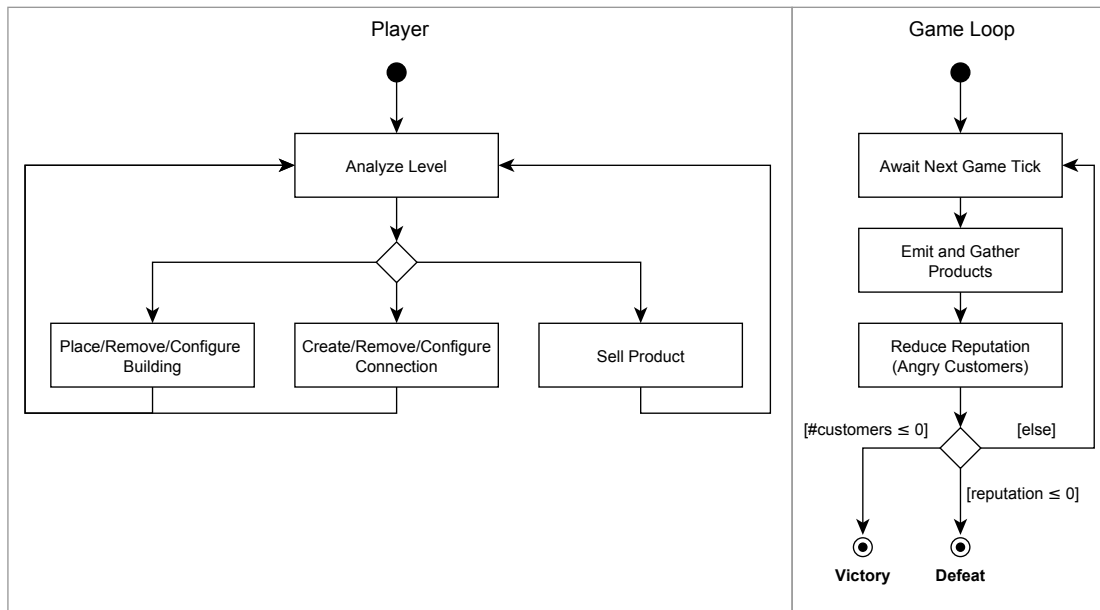 Player
Analyze Level
Place/Remove/Configure
Building
Create/Remove/Configure
Connection
Sell Product
Game Loop
Await Next Game Tick
Emit and Gather
Products
Reduce Reputation
(Angry Customers)
[#customers ≤ 0]
[else]
[reputation ≤ 0]
Victory
Defeat